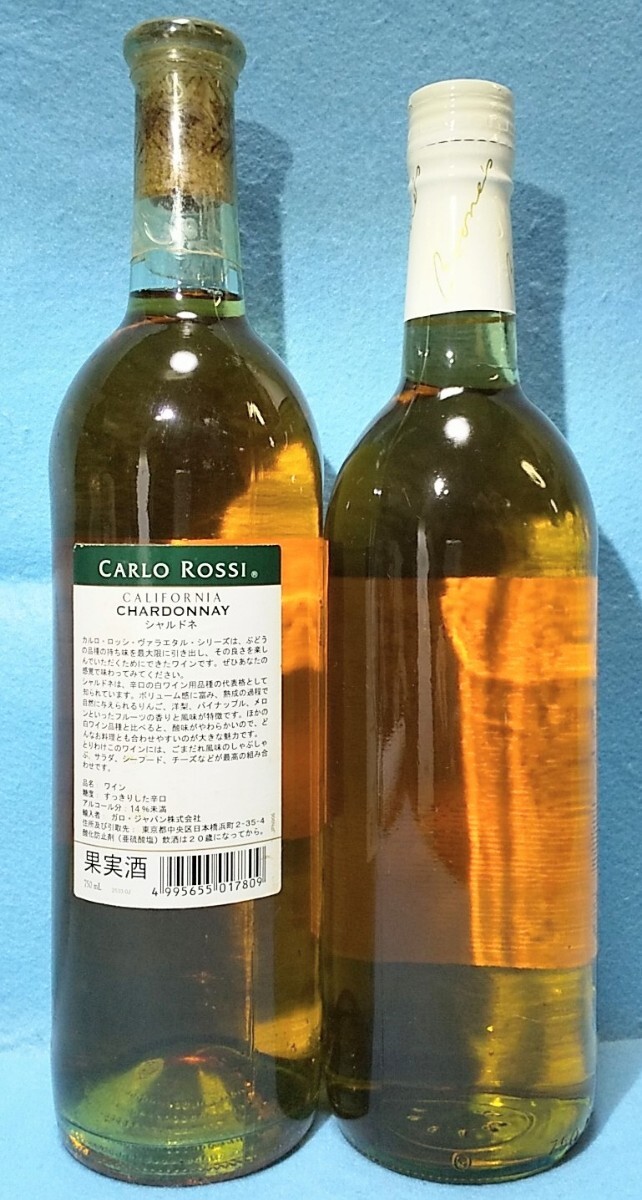 CARLO ROSSI®
CALIFORNIA
CHARDONNAY
シャルドネ
カルロ・ロッシ・ヴァラエタル・シリーズは、ぶどう
の品種の持ち味を最大限に引き出し、その良さを楽し
んでいただくためにできたワインです。ぜひあなたの
感覚で味わってみてください。
シャルドネは、辛口の白ワイン用品種の代表格として
知られています。ボリューム感に富み、熟成の過程で
自然に与えられるりんご、洋梨、パイナップル、メロ
ンといったフルーツの香りと風味が特徴です。ほかの
白ワイン品種と比べると、酸味がやわらかいので、ど
んなお料理とも合わせやすいのが大きな魅力です。
とりわけこのワインには、ごまだれ風味のしゃぶしゃ
ぶ、サラダ、シーフード、チーズなどが最高の組み合
わせです。
品名 ワイン
糖度 すっきりした辛口
アルコール分：14％未満
輸入者 ガロ・ジャパン株式会社
住所及び引取先： 東京都中央区日本橋浜町2-35-4
酸化防止剤（亜硫酸塩）飲酒は20歳になってから。
果実酒
750 mL
4 995655 017809